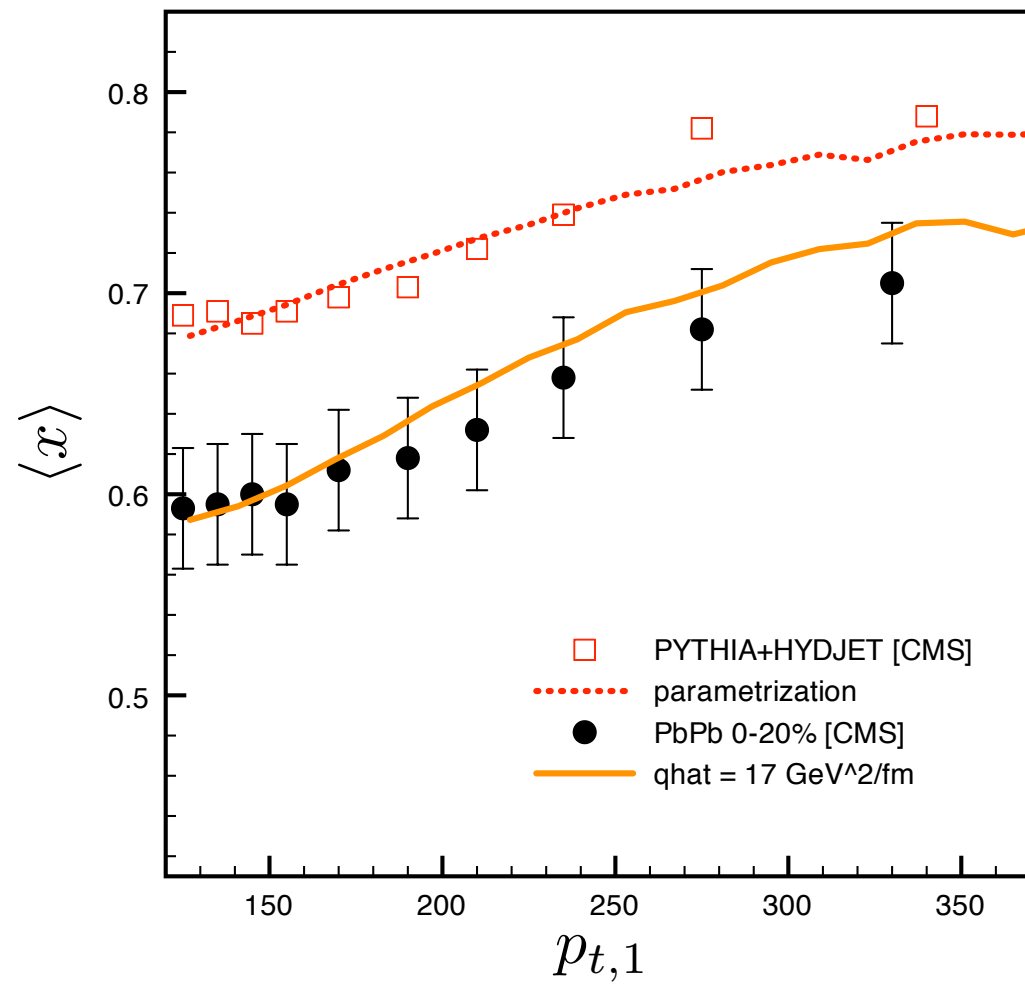 0.8
0.7
0.6
0.5
⟨x⟩
PYTHIA+HYDJET [CMS]
parametrization
PbPb 0-20% [CMS]
qhat = 17 GeV^2/fm
150 200 250 300 350
p_{t,1}